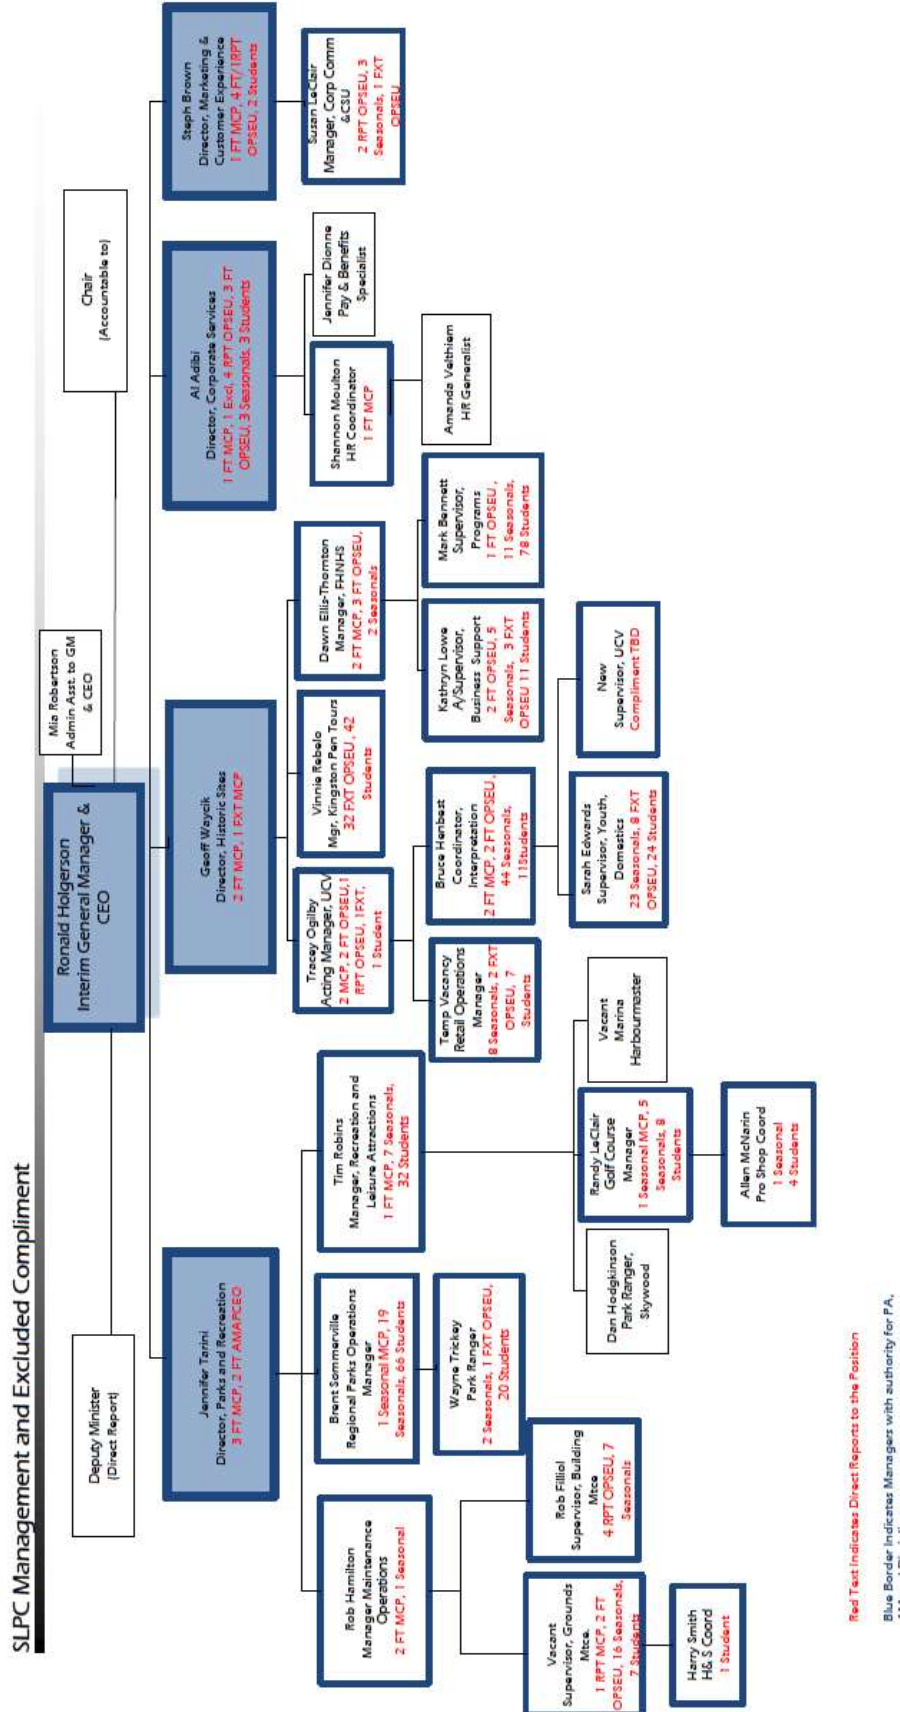 SLPC Management and Excluded Compliment
Deputy Minister
(Direct Report)
Ronald Holgerson
Interim General Manager &
CEO
Mia Robertson
Admin Asst. to GM
& CEO
Chair
(Accountable to)
Jennifer Tarini
Director, Parks and Recreation
3 FT MCP, 2 FT AMAPCEO
Geoff Waycik
Director, Historic Sites
2 FT MCP, 1 FXT MCP
Al Adibi
Director, Corporate Services
1 FT MCP, 1 Excl, 4 RPT OPSEU, 3 FT
OPSEU, 3 Seasonals, 3 Students
Steph Brown
Director, Marketing &
Customer Experience
1 FT MCP, 4 FT/1RPT
OPSEU, 2 Students
Rob Hamilton
Manager Maintenance
Operations
2 FT MCP, 1 Seasonal
Brent Sommerville
Regional Parks Operations
Manager
1 Seasonal MCP, 19
Seasonals, 66 Students
Tim Robins
Manager, Recreation and
Leisure Attractions
1 FT MCP, 7 Seasonals,
32 Students
Tracey Ogilby
Acting Manager, UCV
2 MCP, 2 FT OPSEU,1
RPT OPSEU, 1FXT,
1 Student
Vinnie Rebelo
Mgr, Kingston Pen Tours
32 FXT OPSEU, 42
Students
Dawn Ellis-Thornton
Manager, FHNHS
2 FT MCP, 3 FT OPSEU,
2 Seasonals
Shannon Moulton
HR Coordinator
1 FT MCP
Jennifer Dionne
Pay & Benefits
Specialist
Susan LeClair
Manager, Corp Comm
&CSU
2 RPT OPSEU, 3
Seasonals, 1 FXT
OPSEU
Wayne Trickey
Park Ranger
2 Seasonals, 1 FXT OPSEU,
20 Students
Temp Vacancy
Retail Operations
Manager
8 Seasonals, 2 FXT
OPSEU, 7
Students
Bruce Henbest
Coordinator,
Interpretation
2 FT MCP, 2 FT OPSEU,
44 Seasonals,
11Students
Kathryn Lowe
A/Supervisor,
Business Support
2 FT OPSEU, 5
Seasonals, 3 FXT
OPSEU 11 Students
Mark Bennett
Supervisor,
Programs
1 FT OPSEU,
11 Seasonals,
78 Students
Amanda Velthiem
HR Generalist
Vacant
Supervisor, Grounds
Mtce.
1 RPT MCP, 2 FT
OPSEU, 16 Seasonals,
7 Students
Rob Filliol
Supervisor, Building
Mtce
4 RPT OPSEU, 7
Seasonals
Dan Hodgkinson
Park Ranger,
Skywood
Randy LeClair
Golf Course
Manager
1 Seasonal MCP, 5
Seasonals, 8
Students
Vacant
Marina
Harbourmaster
Sarah Edwards
Supervisor, Youth,
Domestics
23 Seasonals, 8 FXT
OPSEU, 24 Students
New
Supervisor, UCV
Compliment TBD
Harry Smith
H& S Coord
1 Student
Allen McNarin
Pro Shop Coord
1 Seasonal
4 Students
Red Text Indicates Direct Reports to the Position
Blue Border Indicates Managers with authority for PA,